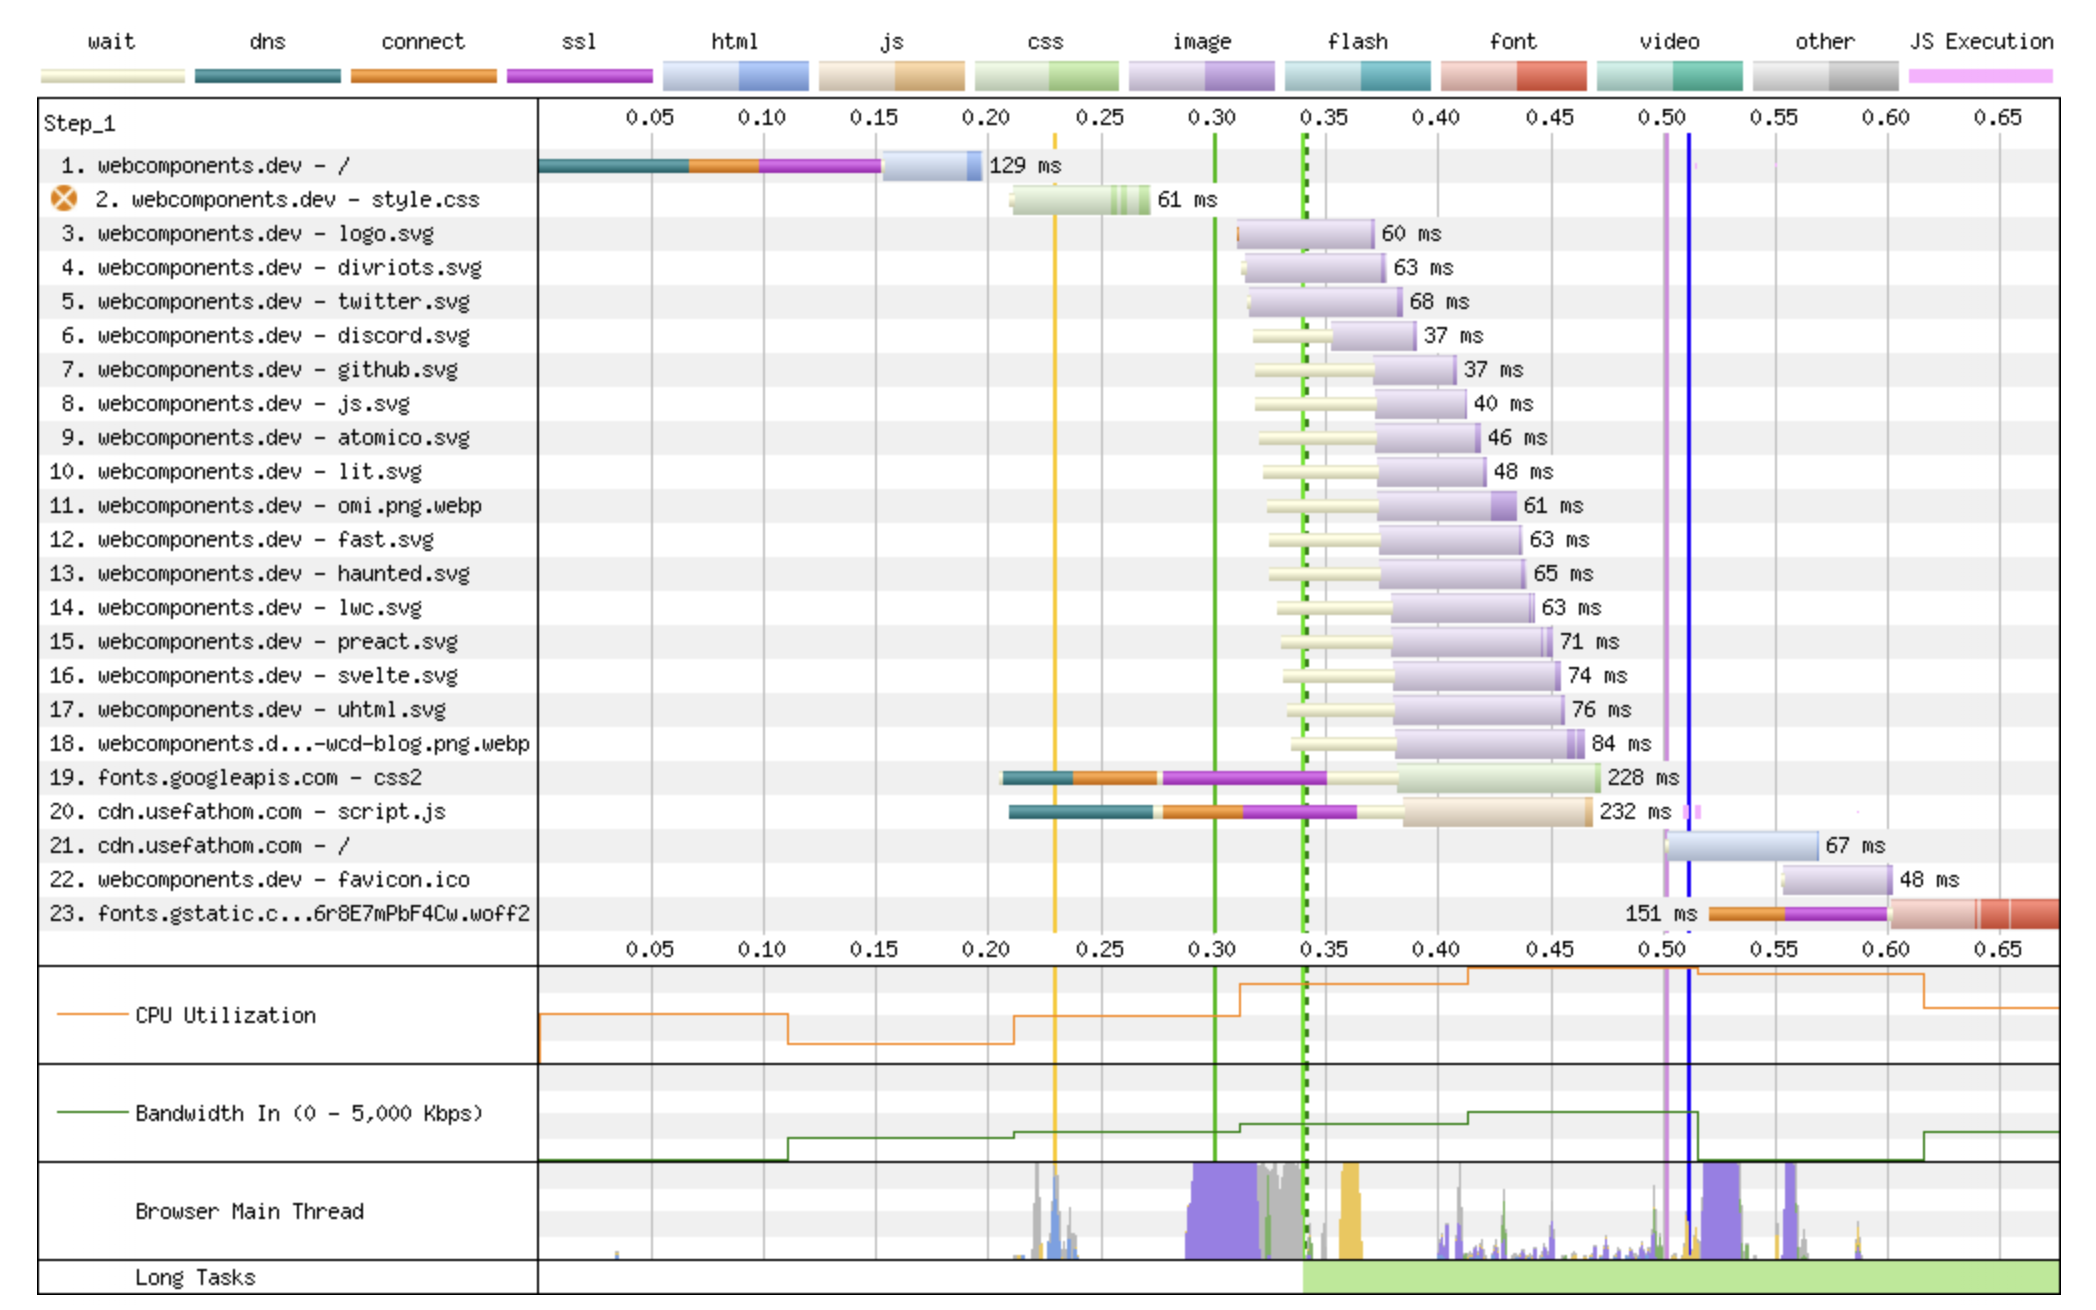 wait dns connect ssl html js css image flash font video other JS Execution
Step_1 0.05 0.10 0.15 0.20 0.25 0.30 0.35 0.40 0.45 0.50 0.55 0.60 0.65
1. webcomponents.dev - / 129 ms
2. webcomponents.dev - style.css 61 ms
3. webcomponents.dev - logo.svg 60 ms
4. webcomponents.dev - divriots.svg 63 ms
5. webcomponents.dev - twitter.svg 68 ms
6. webcomponents.dev - discord.svg 37 ms
7. webcomponents.dev - github.svg 37 ms
8. webcomponents.dev - js.svg 40 ms
9. webcomponents.dev - atomico.svg 46 ms
10. webcomponents.dev - lit.svg 48 ms
11. webcomponents.dev - omi.png.webp 61 ms
12. webcomponents.dev - fast.svg 63 ms
13. webcomponents.dev - haunted.svg 65 ms
14. webcomponents.dev - lwc.svg 63 ms
15. webcomponents.dev - preact.svg 71 ms
16. webcomponents.dev - svelte.svg 74 ms
17. webcomponents.dev - uhtml.svg 76 ms
18. webcomponents.d...-wcd-blog.png.webp 84 ms
19. fonts.googleapis.com - css2 228 ms
20. cdn.usefathom.com - script.js 232 ms
21. cdn.usefathom.com - / 67 ms
22. webcomponents.dev - favicon.ico 48 ms
23. fonts.gstatic.c...6r8E7mPbF4Cw.woff2 151 ms
0.05 0.10 0.15 0.20 0.25 0.30 0.35 0.40 0.45 0.50 0.55 0.60 0.65
CPU Utilization
Bandwidth In (0 - 5,000 Kbps)
Browser Main Thread
Long Tasks